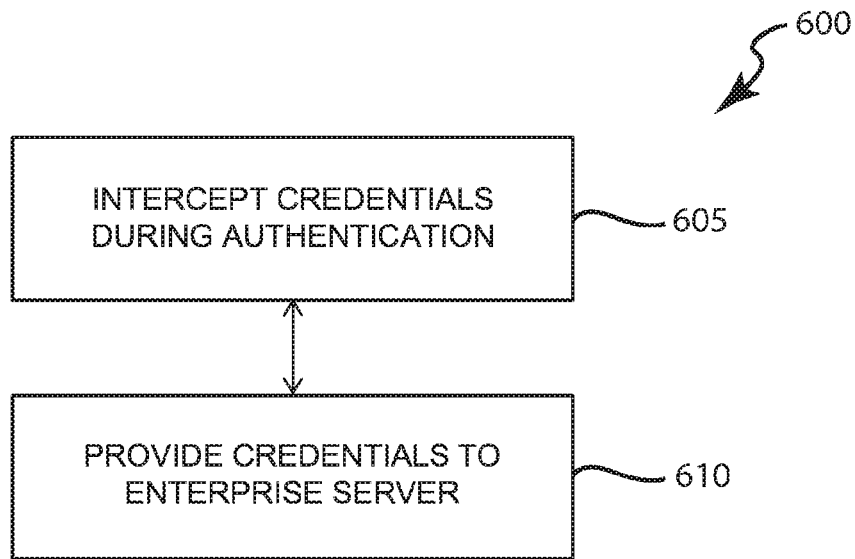 600
INTERCEPT CREDENTIALS
DURING AUTHENTICATION
605
PROVIDE CREDENTIALS TO
ENTERPRISE SERVER
610